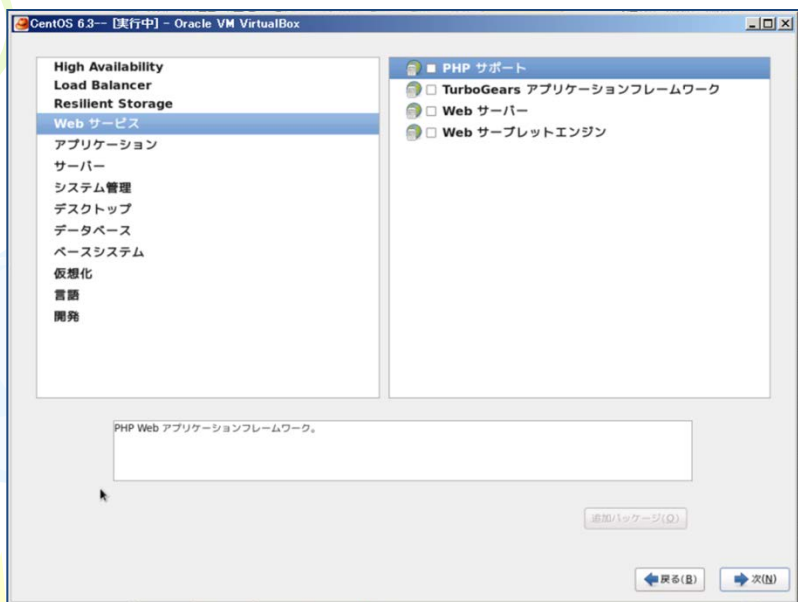 CentOS 6.3-- [実行中] - Oracle VM VirtualBox
High Availability
Load Balancer
Resilient Storage
Web サービス
アプリケーション
サーバー
システム管理
デスクトップ
データベース
ベースシステム
仮想化
言語
開発
PHP サポート
TurboGears アプリケーションフレームワーク
Web サーバー
Web サーブレットエンジン
PHP Web アプリケーションフレームワーク。
追加パッケージ(O)
戻る(B)
次(N)